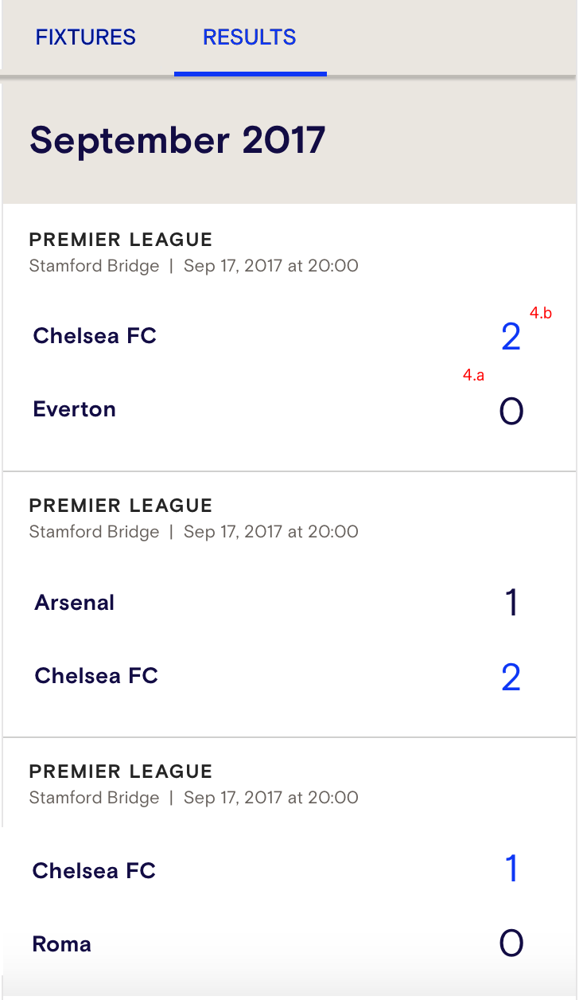 FIXTURES RESULTS
September 2017
PREMIER LEAGUE
Stamford Bridge | Sep 17, 2017 at 20:00
4.b
Chelsea FC 2
4.a
Everton 0
PREMIER LEAGUE
Stamford Bridge | Sep 17, 2017 at 20:00
Arsenal 1
Chelsea FC 2
PREMIER LEAGUE
Stamford Bridge | Sep 17, 2017 at 20:00
Chelsea FC 1
Roma 0